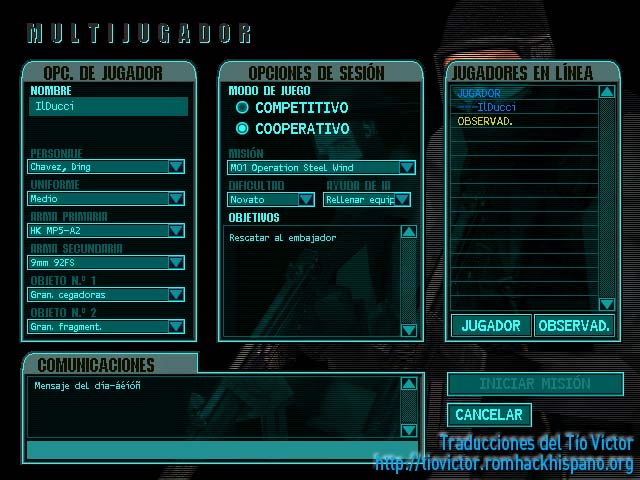 MULTIJUGADOR
OPC. DE JUGADOR
NOMBRE
IlDucci
PERSONAJE
Chavez, Ding
UNIFORME
Medio
ARMA PRIMARIA
HK MP5-A2
ARMA SECUNDARIA
9mm 92FS
OBJETO N.º 1
Gran. cegadoras
OBJETO N.º 2
Gran. fragment.
OPCIONES DE SESIÓN
MODO DE JUEGO
COMPETITIVO
COOPERATIVO
MISIÓN
M01 Operation Steel Wind
DIFICULTAD
AYUDA DE IA
Novato
Rellenar equip
OBJETIVOS
Rescatar al embajador
JUGADORES EN LÍNEA
JUGADOR
---IlDucci
OBSERVAD.
JUGADOR
OBSERVAD.
COMUNICACIONES
Mensaje del día-áéíóñ
INICIAR MISIÓN
CANCELAR
Traducciones del Tío Víctor
http://tiovictor.romhackhispano.org